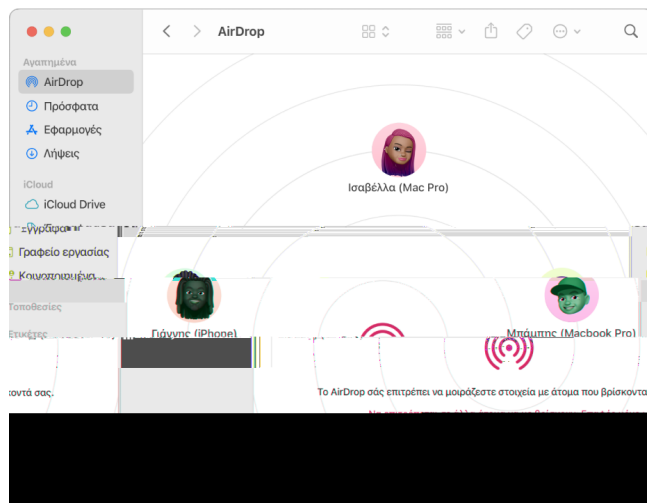 AirDrop
Αγαπημένα
AirDrop
Πρόσφατα
Εφαρμογές
Λήψεις
Ισαβέλλα (Mac Pro)
iCloud
iCloud Drive
Γραφείο εργασίας
Κοινοποιημένα
Τοποθεσίες
Ετικέτες
Γιάννης (iPhone)
Μπάμπης (Macbook Pro)
κοντά σας.
Το AirDrop σάς επιτρέπει να μοιράζεστε στοιχεία με άτομα που βρίσκοντα